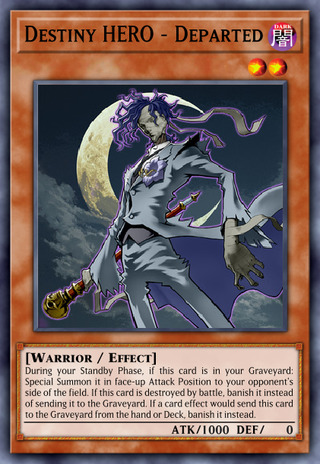 Destiny HERO - Departed
DARK
闇
[Warrior / Effect]
During your Standby Phase, if this card is in your Graveyard:
Special Summon it in face-up Attack Position to your opponent's
side of the field. If this card is destroyed by battle, banish it instead
of sending it to the Graveyard. If a card effect would send this card
to the Graveyard from the hand or Deck, banish it instead.
ATK/1000 DEF/ 0